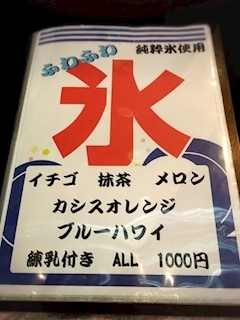 純粋氷使用
ふわふわ
氷
イチゴ 抹茶 メロン
カシスオレンジ
ブルーハワイ
練乳付き ALL 1000円